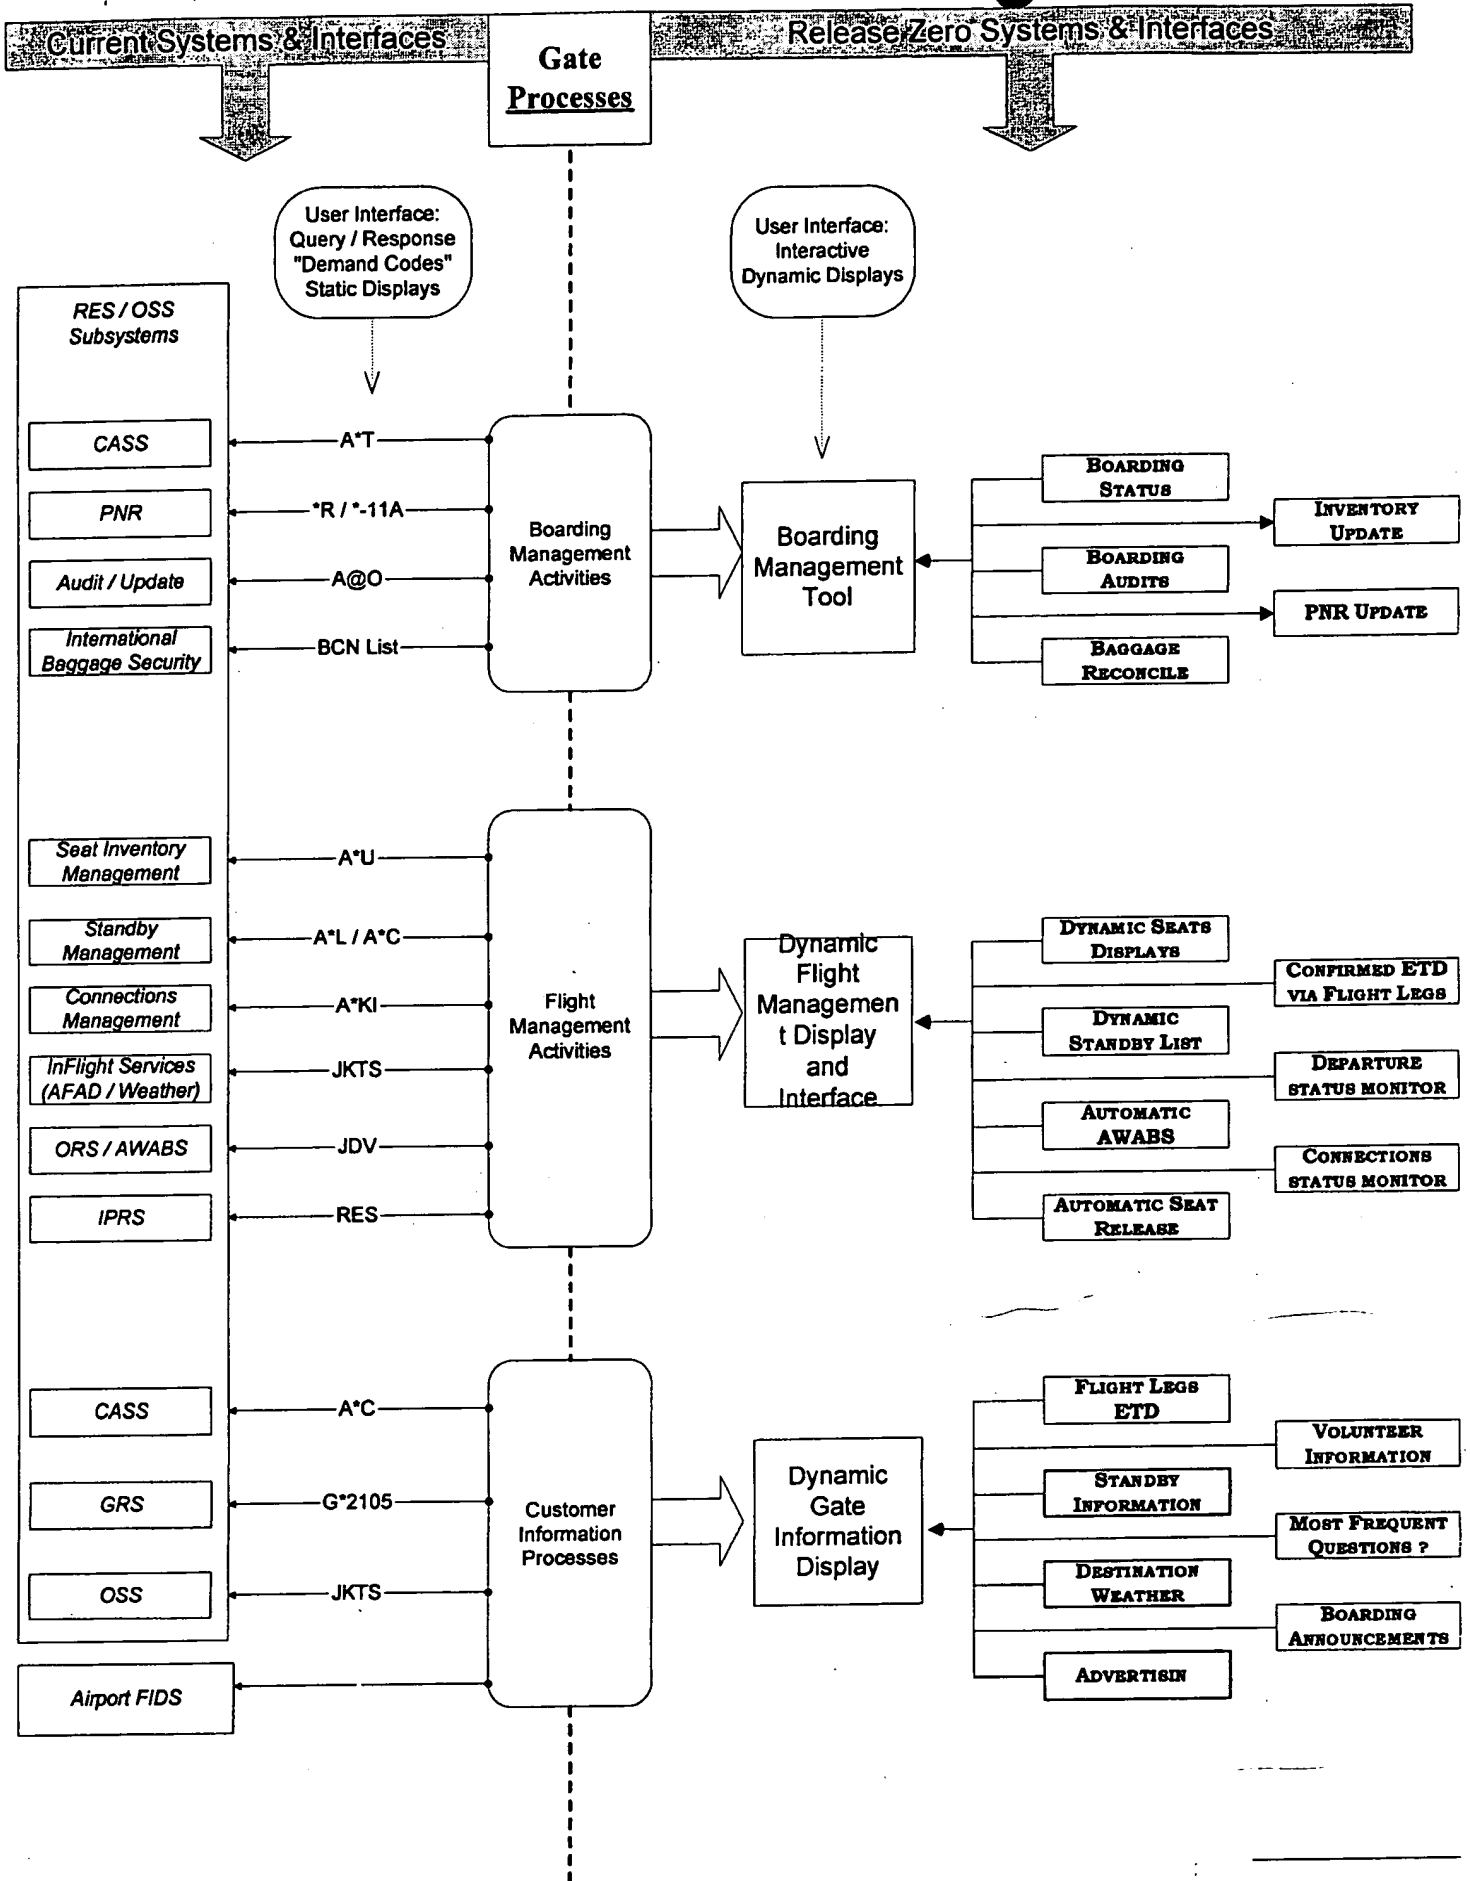 Current Systems & Interfaces
Gate
Processes
Release Zero Systems & Interfaces
User Interface:
Query / Response
"Demand Codes"
Static Displays
User Interface:
Interactive
Dynamic Displays
RES / OSS
Subsystems
CASS
A*T
PNR
*R / *-11A
Audit / Update
A@O
International
Baggage Security
BCN List
Boarding
Management
Activities
Boarding
Management
Tool
BOARDING
STATUS
INVENTORY
UPDATE
BOARDING
AUDITS
PNR UPDATE
BAGGAGE
RECONCILE
Seat Inventory
Management
A*U
Standby
Management
A*L / A*C
Connections
Management
A*KI
InFlight Services
(AFAD / Weather)
JKTS
ORS / AWABS
JDV
IPRS
RES
Flight
Management
Activities
Dynamic
Flight
Managemen
t Display
and
Interface
DYNAMIC SEATS
DISPLAYS
CONFIRMED ETD
VIA FLIGHT LEGS
DYNAMIC
STANDBY LIST
DEPARTURE
STATUS MONITOR
AUTOMATIC
AWABS
CONNECTIONS
STATUS MONITOR
AUTOMATIC SEAT
RELEASE
CASS
A*C
GRS
G*2105
OSS
JKTS
Airport FIDS
Customer
Information
Processes
Dynamic
Gate
Information
Display
FLIGHT LEGS
ETD
VOLUNTEER
INFORMATION
STANDBY
INFORMATION
MOST FREQUENT
QUESTIONS ?
DESTINATION
WEATHER
BOARDING
ANNOUNCEMENTS
ADVERTISIN